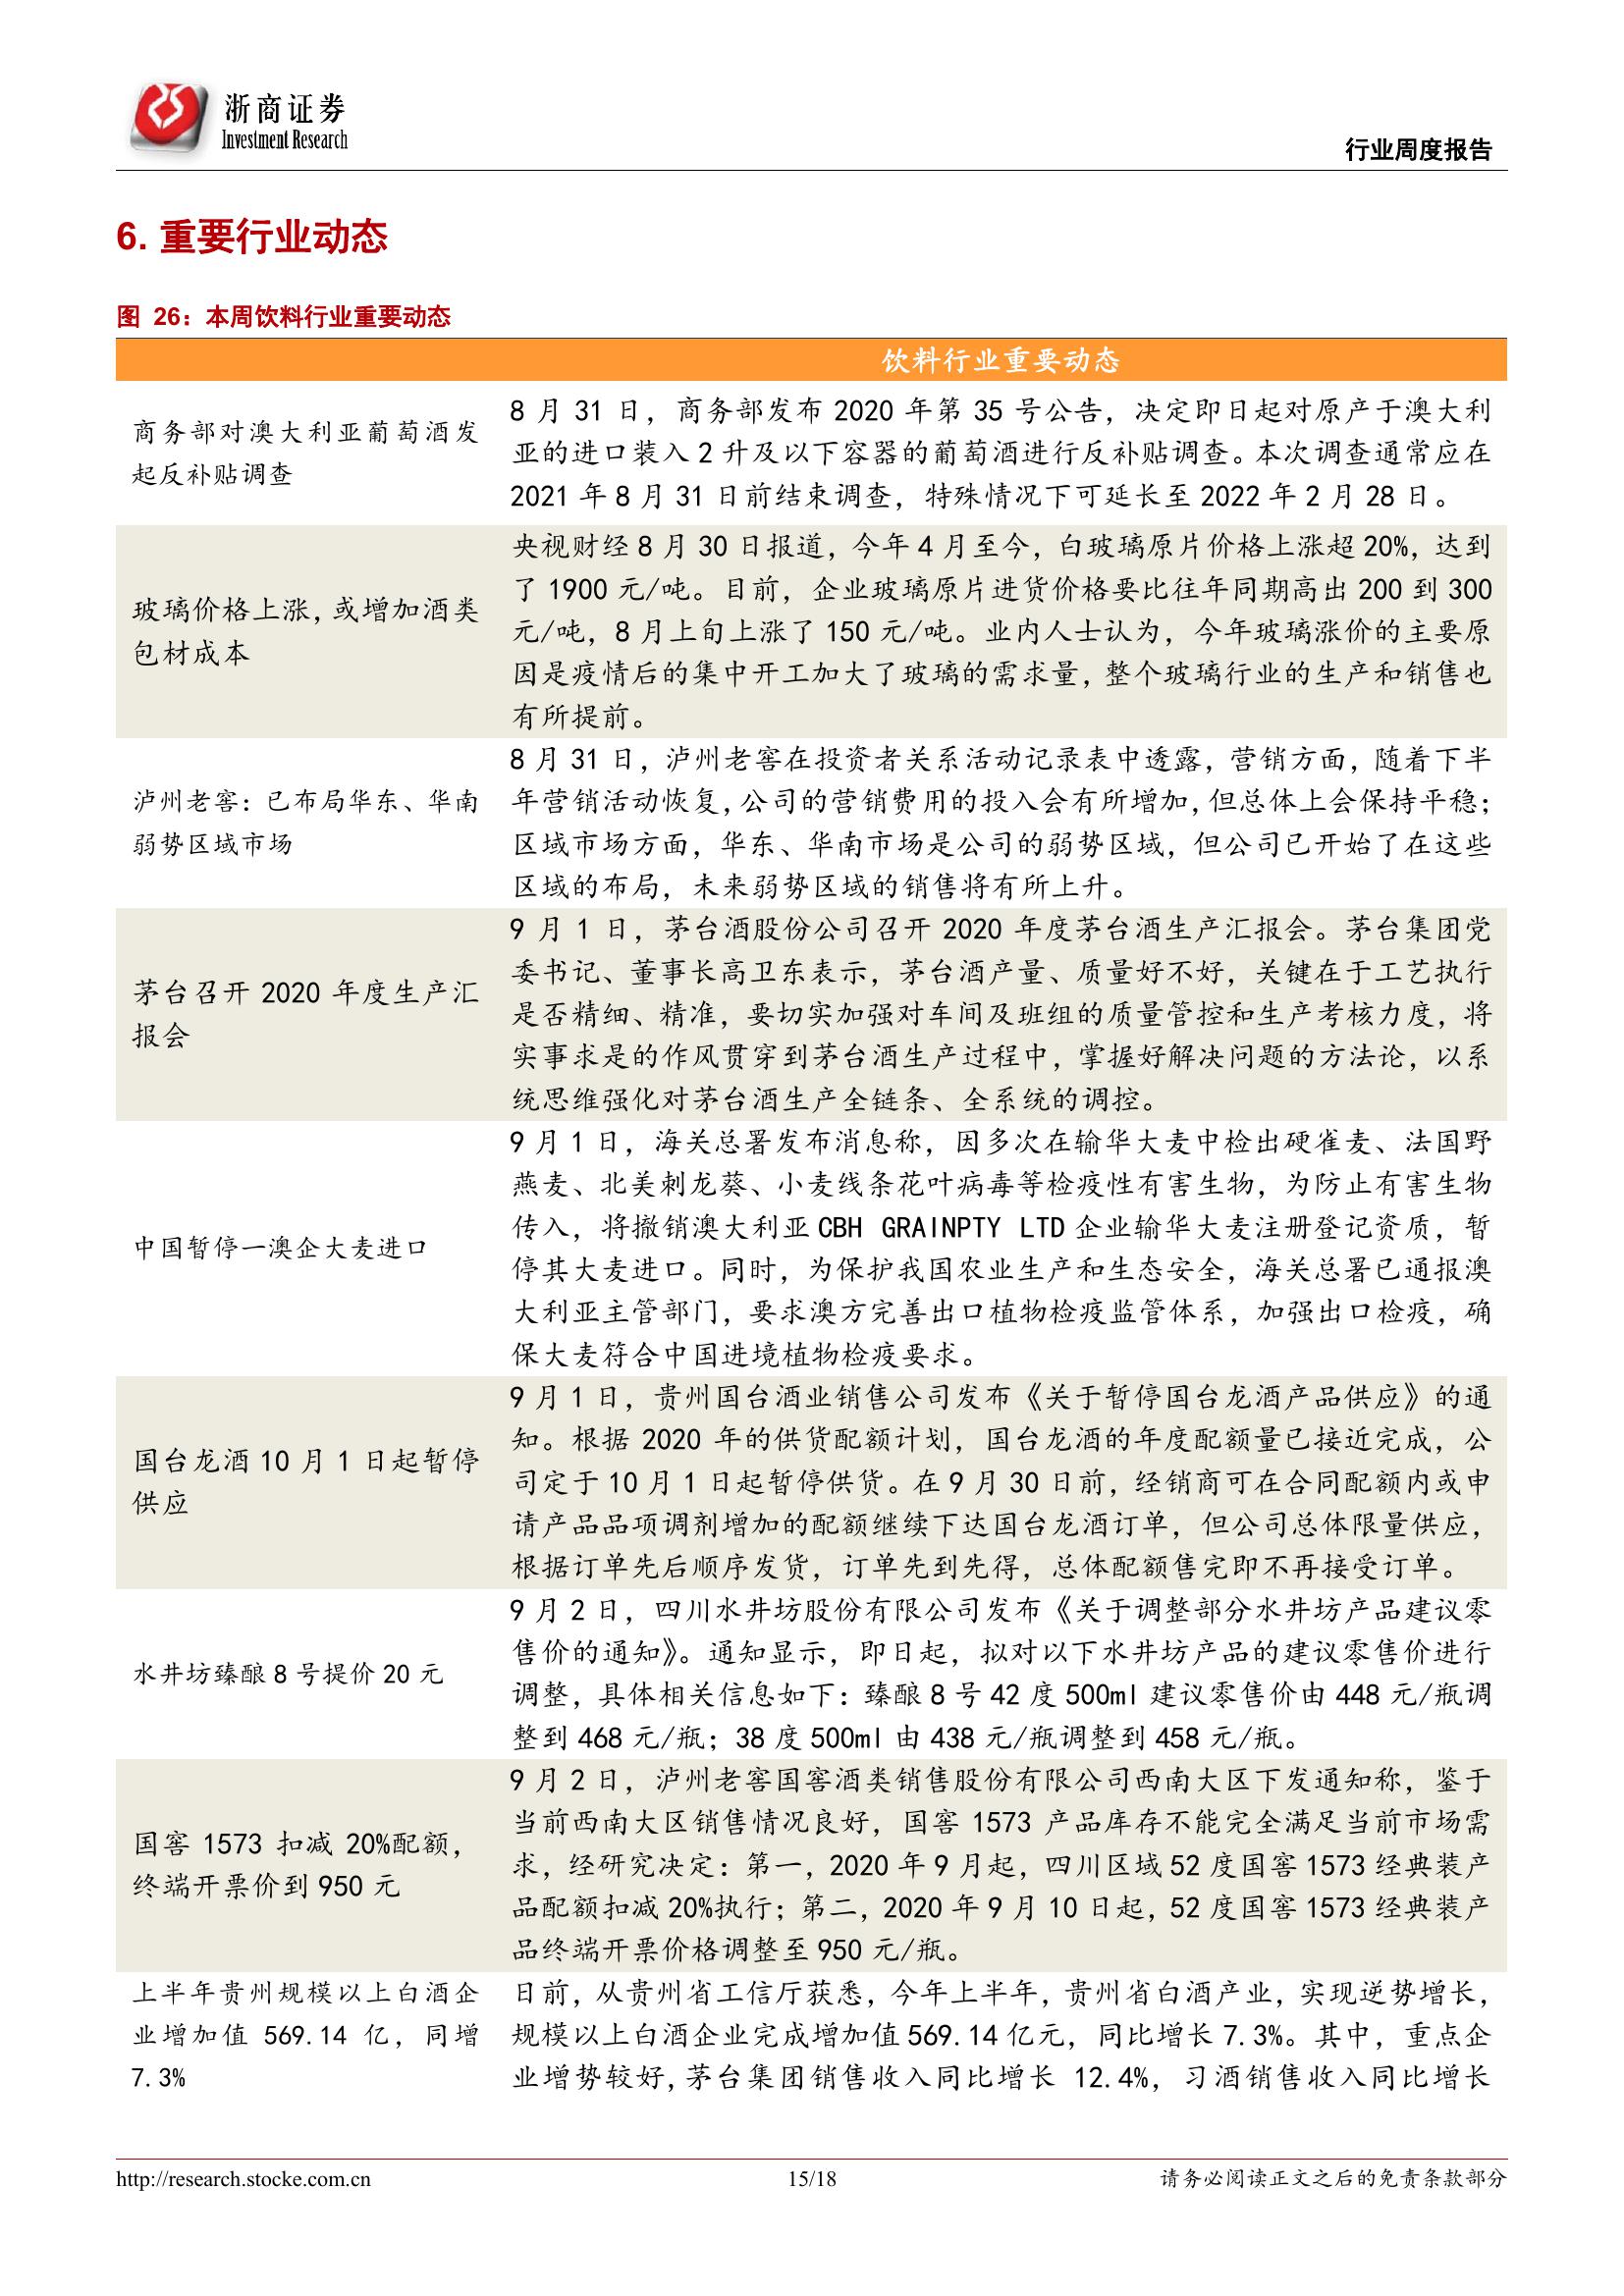 浙商证券
Investment Research
行业周度报告
6. 重要行业动态
图 26：本周饮料行业重要动态
饮料行业重要动态
商务部对澳大利亚葡萄酒发
起反补贴调查
8 月 31 日，商务部发布 2020 年第 35 号公告，决定即日起对原产于澳大利
亚的进口装入 2 升及以下容器的葡萄酒进行反补贴调查。本次调查通常应在
2021 年 8 月 31 日前结束调查，特殊情况下可延长至 2022 年 2 月 28 日。
玻璃价格上涨，或增加酒类
包材成本
央视财经 8 月 30 日报道，今年 4 月至今，白玻璃原片价格上涨超 20%，达到
了 1900 元/吨。目前，企业玻璃原片进货价格要比往年同期高出 200 到 300
元/吨，8 月上旬上涨了 150 元/吨。业内人士认为，今年玻璃涨价的主要原
因是疫情后的集中开工加大了玻璃的需求量，整个玻璃行业的生产和销售也
有所提前。
泸州老窖：已布局华东、华南
弱势区域市场
8 月 31 日，泸州老窖在投资者关系活动记录表中透露，营销方面，随着下半
年营销活动恢复，公司的营销费用的投入会有所增加，但总体上会保持平稳；
区域市场方面，华东、华南市场是公司的弱势区域，但公司已开始了在这些
区域的布局，未来弱势区域的销售将有所上升。
茅台召开 2020 年度生产汇
报会
9 月 1 日，茅台酒股份公司召开 2020 年度茅台酒生产汇报会。茅台集团党
委书记、董事长高卫东表示，茅台酒产量、质量好不好，关键在于工艺执行
是否精细、精准，要切实加强对车间及班组的质量管控和生产考核力度，将
实事求是的作风贯穿到茅台酒生产过程中，掌握好解决问题的方法论，以系
统思维强化对茅台酒生产全链条、全系统的调控。
中国暂停一澳企大麦进口
9 月 1 日，海关总署发布消息称，因多次在输华大麦中检出硬雀麦、法国野
燕麦、北美刺龙葵、小麦线条花叶病毒等检疫性有害生物，为防止有害生物
传入，将撤销澳大利亚 CBH GRAINPTY LTD 企业输华大麦注册登记资质，暂
停其大麦进口。同时，为保护我国农业生产和生态安全，海关总署已通报澳
大利亚主管部门，要求澳方完善出口植物检疫监管体系，加强出口检疫，确
保大麦符合中国进境植物检疫要求。
国台龙酒 10 月 1 日起暂停
供应
9 月 1 日，贵州国台酒业销售公司发布《关于暂停国台龙酒产品供应》的通
知。根据 2020 年的供货配额计划，国台龙酒的年度配额量已接近完成，公
司定于 10 月 1 日起暂停供货。在 9 月 30 日前，经销商可在合同配额内或申
请产品品项调剂增加的配额继续下达国台龙酒订单，但公司总体限量供应，
根据订单先后顺序发货，订单先到先得，总体配额售完即不再接受订单。
水井坊臻酿 8 号提价 20 元
9 月 2 日，四川水井坊股份有限公司发布《关于调整部分水井坊产品建议零
售价的通知》。通知显示，即日起，拟对以下水井坊产品的建议零售价进行
调整，具体相关信息如下：臻酿 8 号 42 度 500ml 建议零售价由 448 元/瓶调
整到 468 元/瓶；38 度 500ml 由 438 元/瓶调整到 458 元/瓶。
国窖 1573 扣减 20%配额，
终端开票价到 950 元
9 月 2 日，泸州老窖国窖酒类销售股份有限公司西南大区下发通知称，鉴于
当前西南大区销售情况良好，国窖 1573 产品库存不能完全满足当前市场需
求，经研究决定：第一，2020 年 9 月起，四川区域 52 度国窖 1573 经典装产
品配额扣减 20%执行；第二，2020 年 9 月 10 日起，52 度国窖 1573 经典装产
品终端开票价格调整至 950 元/瓶。
上半年贵州规模以上白酒企
业增加值 569.14 亿，同增
7.3%
日前，从贵州省工信厅获悉，今年上半年，贵州省白酒产业，实现逆势增长，
规模以上白酒企业完成增加值 569.14 亿元，同比增长 7.3%。其中，重点企
业增势较好，茅台集团销售收入同比增长 12.4%，习酒销售收入同比增长
http://research.stocke.com.cn
15/18
请务必阅读正文之后的免责条款部分